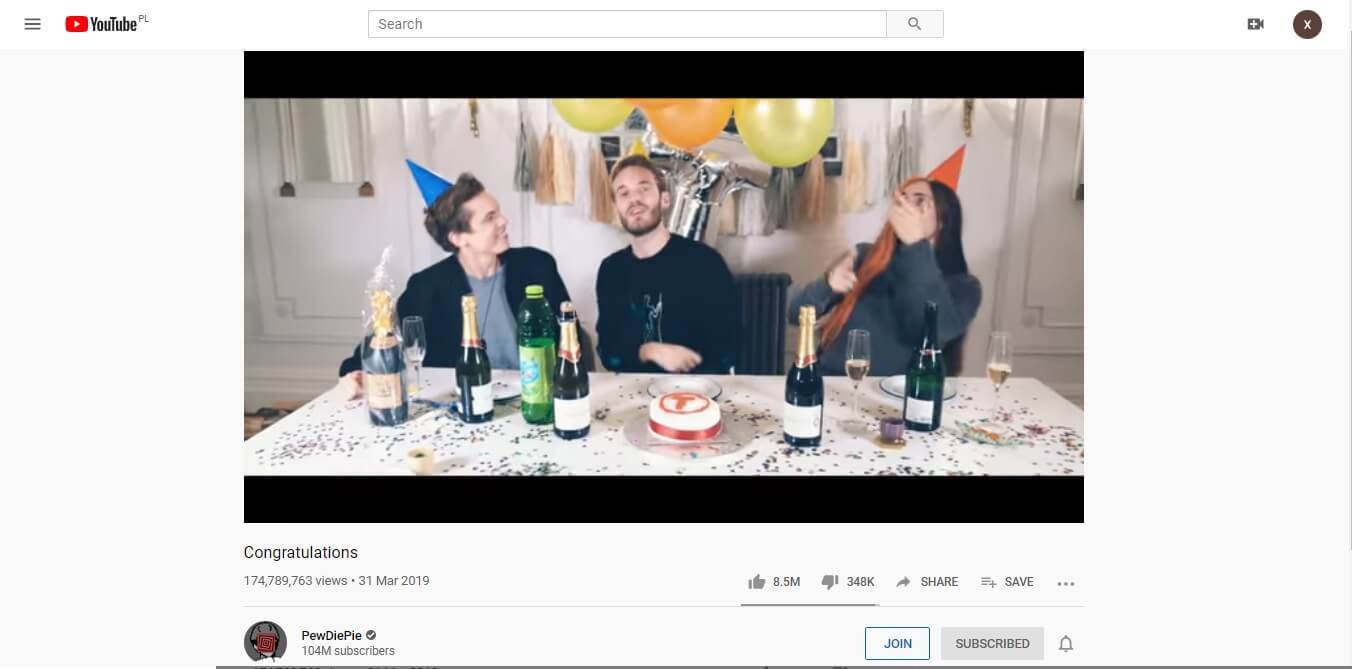 YouTube PL
Search
X
T
Congratulations
174,789,763 views • 31 Mar 2019
8.5M
348K
SHARE
SAVE
PewDiePie
104M subscribers
JOIN
SUBSCRIBED